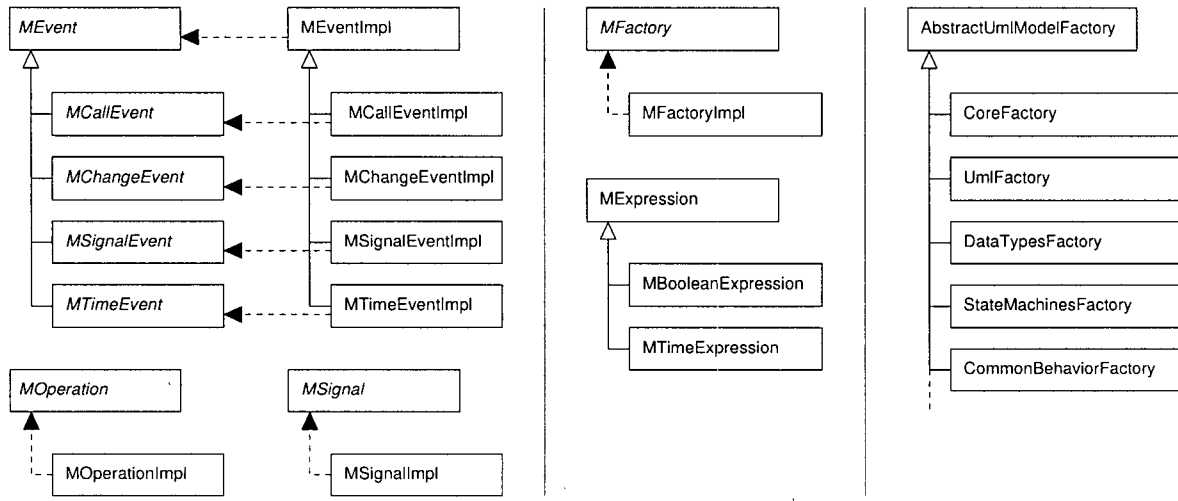 MEvent
MEventImpl
MCallEvent
MCallEventImpl
MChangeEvent
MChangeEventImpl
MSignalEvent
MSignalEventImpl
MTimeEvent
MTimeEventImpl
MOperation
MSignal
MOperationImpl
MSignalImpl
MFactory
MFactoryImpl
MExpression
MBooleanExpression
MTimeExpression
AbstractUmlModelFactory
CoreFactory
UmlFactory
DataTypesFactory
StateMachinesFactory
CommonBehaviorFactory